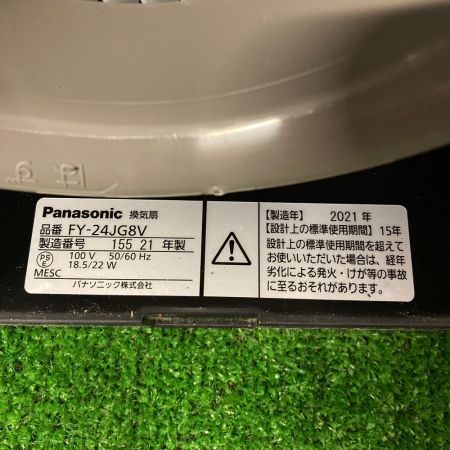 はずす
Panasonic 換気扇
品番 FY-24JG8V
製造番号 155 21 年製
PS E 100 V 50/60 Hz
MESC 18.5/22 W
パナソニック株式会社
【製造年】 2021 年
【設計上の標準使用期間】 15年
設計上の標準使用期間を超えて
お使いいただいた場合は、経年
劣化による発火・けが等の事故
に至るおそれがあります。